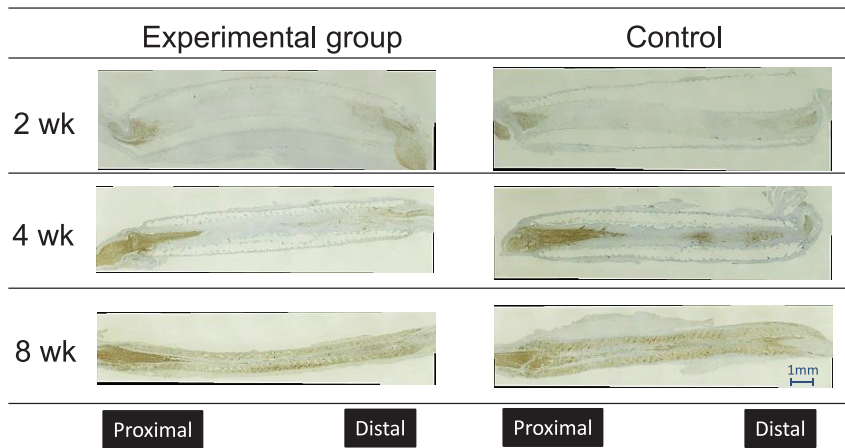 Experimental group Control
2 wk
4 wk
8 wk
1mm
Proximal Distal Proximal Distal